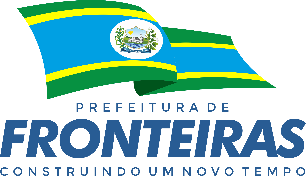 PREFEITURA DE
FRONTEIRAS
CONSTRUINDO UM NOVO TEMPO